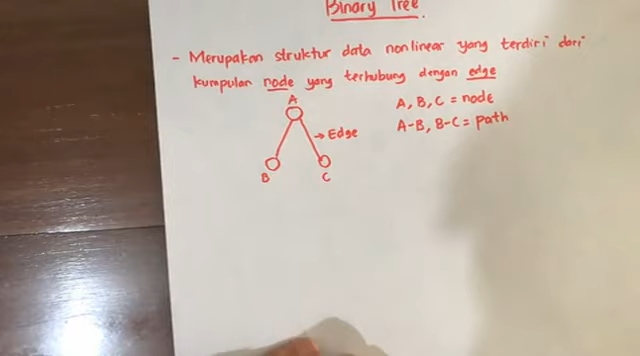 Binary Tree
- Merupakan struktur data nonlinear yang terdiri dari
kumpulan node yang terhubung dengan edge
A
A, B, C = node
A-B, B-C = path
→ Edge
B
C